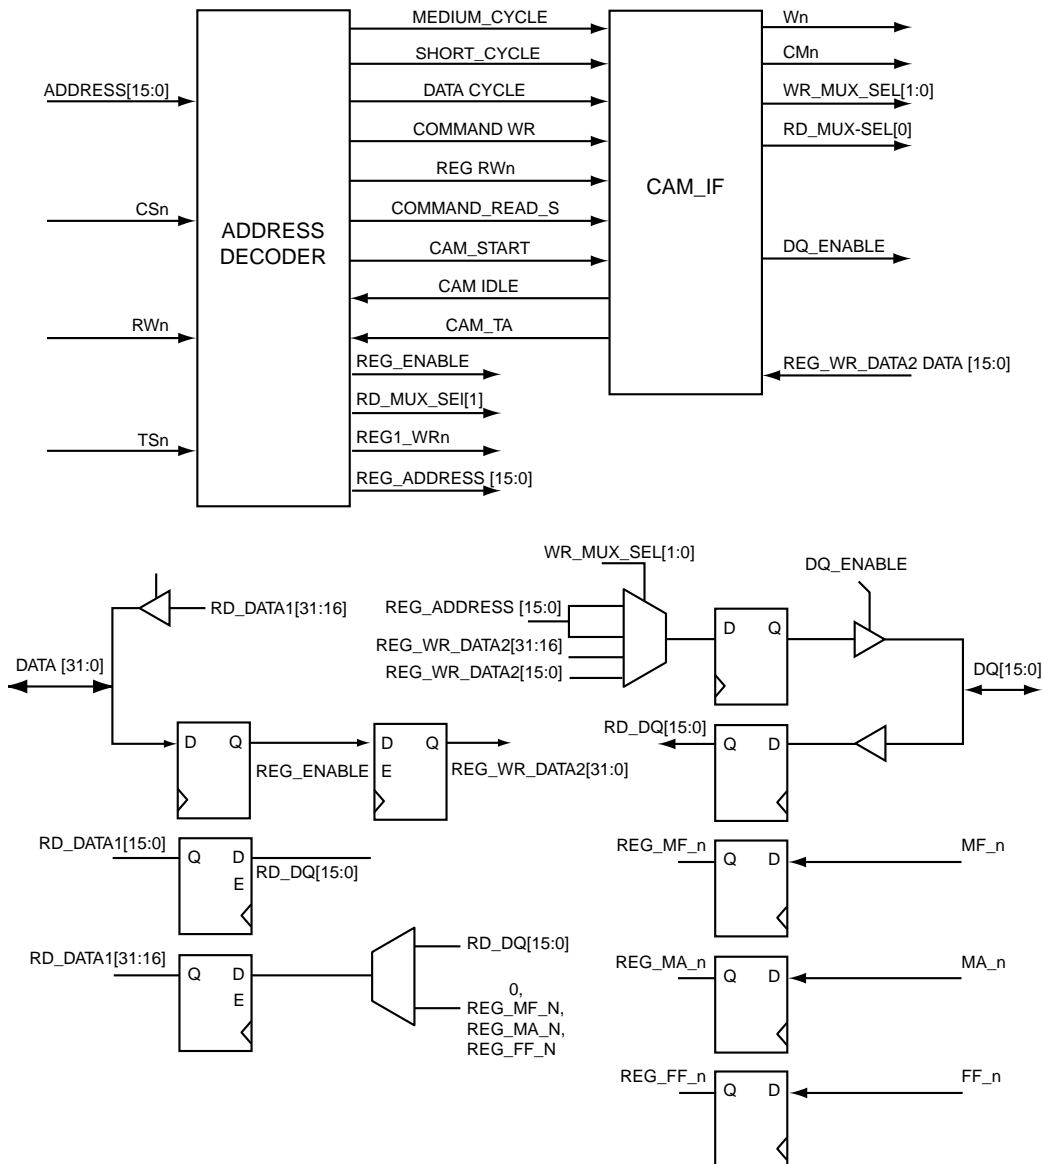 MEDIUM_CYCLE
SHORT_CYCLE
DATA CYCLE
COMMAND WR
REG RWn
COMMAND_READ_S
CAM_START
CAM IDLE
CAM_TA
REG_ENABLE
RD_MUX_SEl[1]
REG1_WRn
REG_ADDRESS [15:0]
ADDRESS[15:0]
CSn
RWn
TSn
ADDRESS
DECODER
CAM_IF
Wn
CMn
WR_MUX_SEL[1:0]
RD_MUX-SEL[0]
DQ_ENABLE
REG_WR_DATA2 DATA [15:0]
RD_DATA1[31:16]
DATA [31:0]
D Q
REG_ENABLE
D Q
E
REG_WR_DATA2[31:0]
WR_MUX_SEL[1:0]
REG_ADDRESS [15:0]
REG_WR_DATA2[31:16]
REG_WR_DATA2[15:0]
D Q
DQ_ENABLE
DQ[15:0]
RD_DQ[15:0]
Q D
RD_DATA1[15:0]
Q D
E
RD_DQ[15:0]
RD_DATA1[31:16]
Q D
E
RD_DQ[15:0]
0,
REG_MF_N,
REG_MA_N,
REG_FF_N
REG_MF_n
Q D
MF_n
REG_MA_n
Q D
MA_n
REG_FF_n
Q D
FF_n